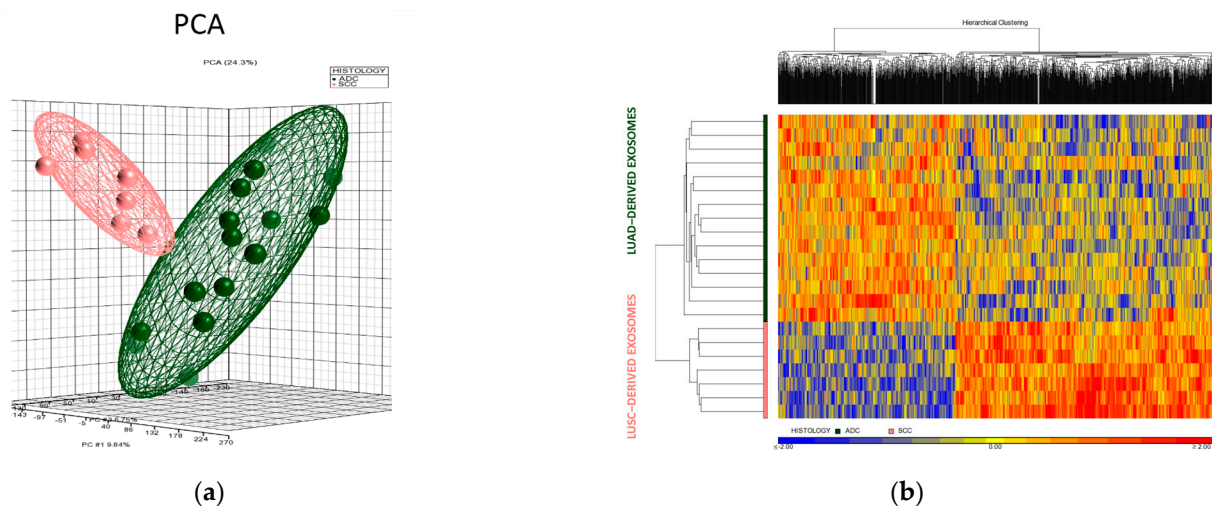 PCA
PCA (24.3%)
HISTOLOGY
ADC
SCC
-143 -97 -51 -9 40 86 132 178 224 270
PC #1 9.84%
(a)
Hierarchical Clustering
LUAD-DERIVED EXOSOMES
LUSC-DERIVED EXOSOMES
HISTOLOGY ADC SCC
≤-2.00 0.00 ≥ 2.00
(b)